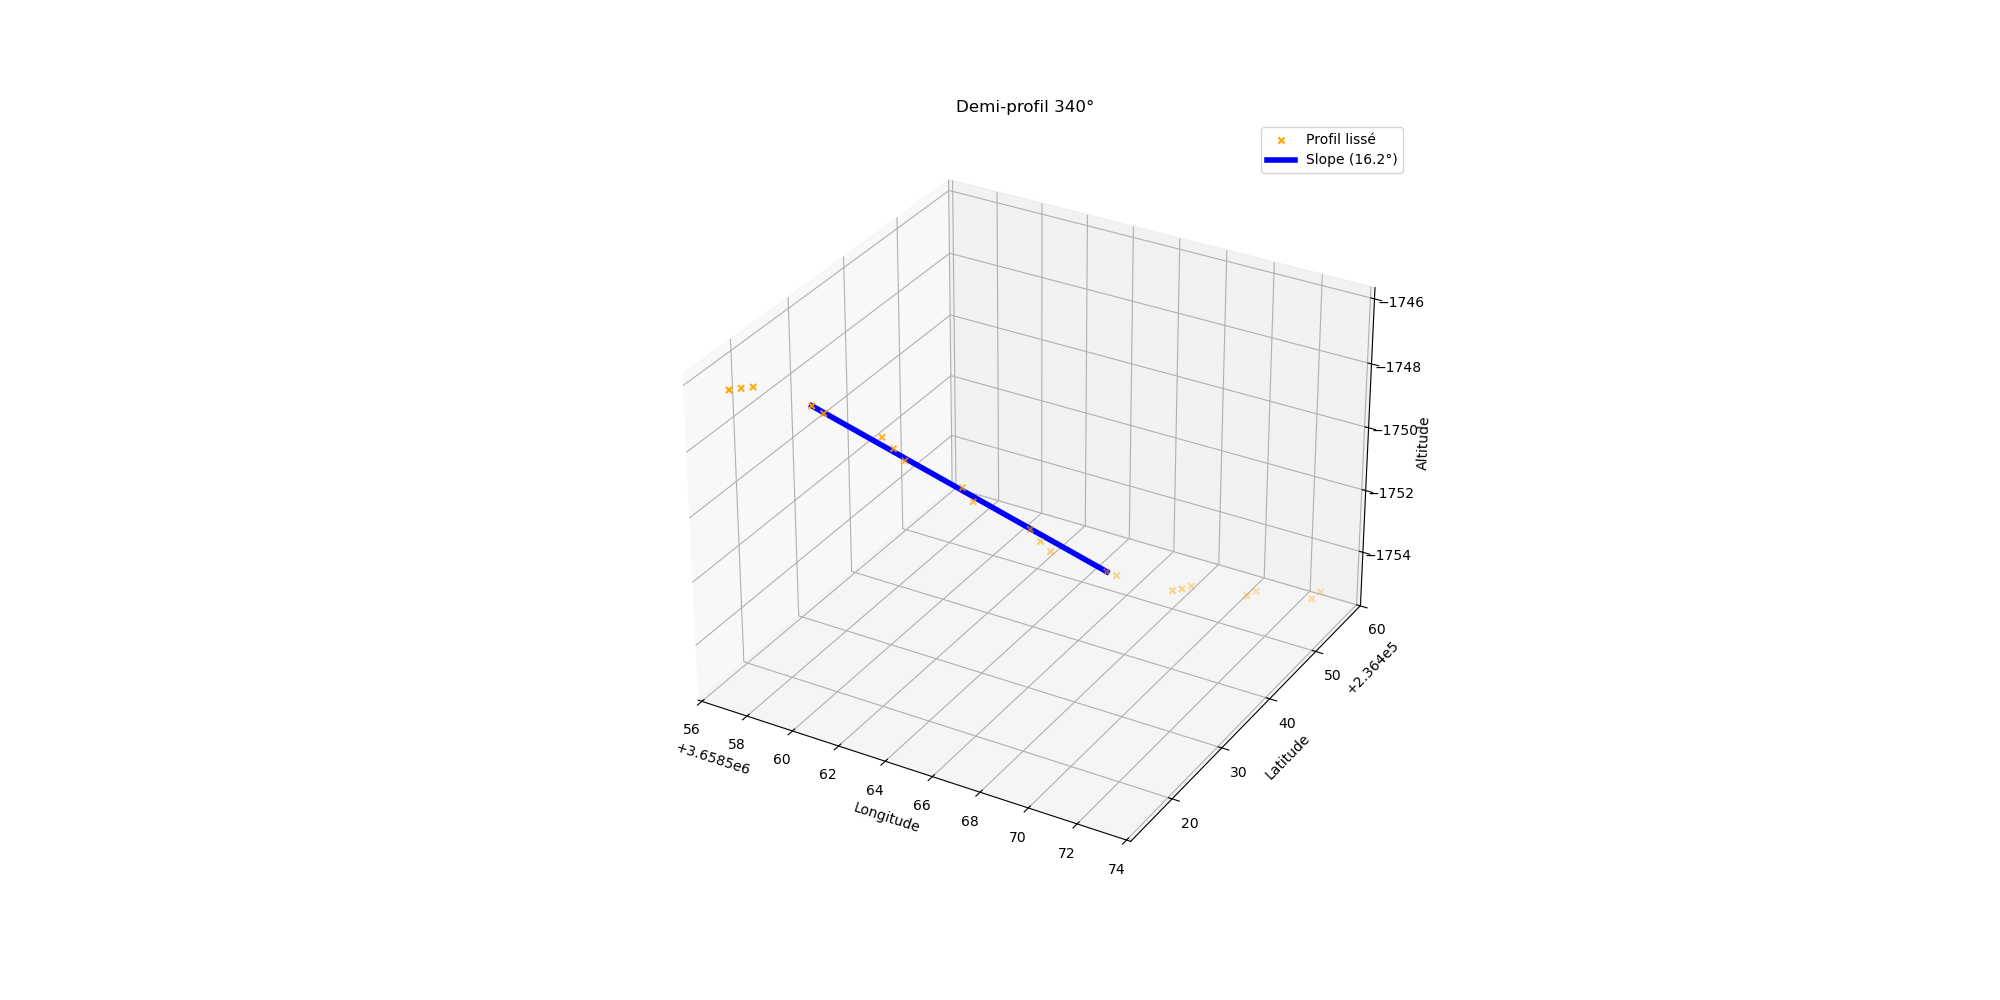 Demi-profil 340°
Profil lissé
Slope (16.2°)
−1746
−1748
−1750
−1752
−1754
Altitude
60
50
40
30
20
+2.364e5
Latitude
56
58
60
62
64
66
68
70
72
74
+3.6585e6
Longitude